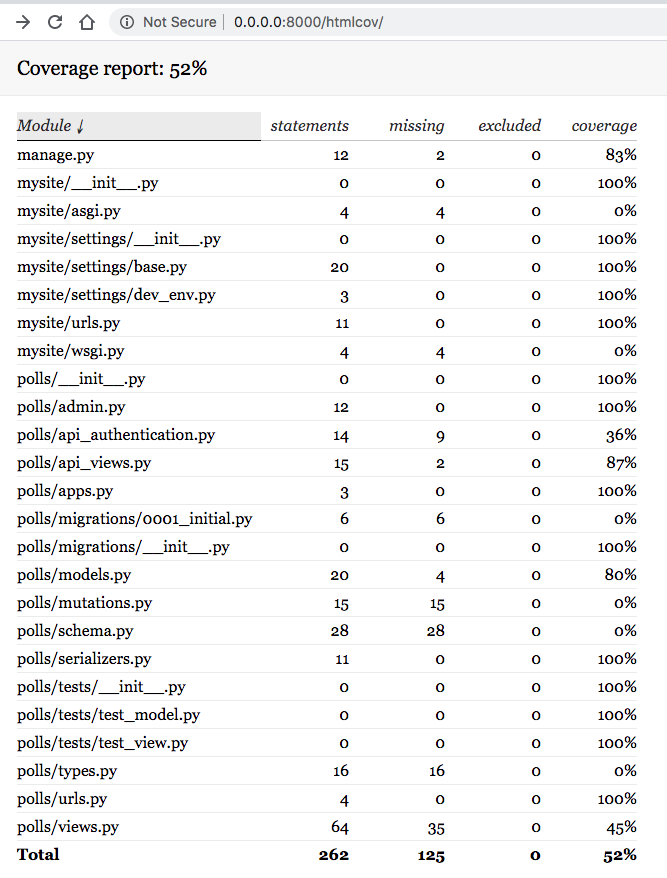 Not Secure | 0.0.0.0:8000/htmlcov/
Coverage report: 52%
Module ↓ statements missing excluded coverage
manage.py 12 2 0 83%
mysite/__init__.py 0 0 0 100%
mysite/asgi.py 4 4 0 0%
mysite/settings/__init__.py 0 0 0 100%
mysite/settings/base.py 20 0 0 100%
mysite/settings/dev_env.py 3 0 0 100%
mysite/urls.py 11 0 0 100%
mysite/wsgi.py 4 4 0 0%
polls/__init__.py 0 0 0 100%
polls/admin.py 12 0 0 100%
polls/api_authentication.py 14 9 0 36%
polls/api_views.py 15 2 0 87%
polls/apps.py 3 0 0 100%
polls/migrations/0001_initial.py 6 6 0 0%
polls/migrations/__init__.py 0 0 0 100%
polls/models.py 20 4 0 80%
polls/mutations.py 15 15 0 0%
polls/schema.py 28 28 0 0%
polls/serializers.py 11 0 0 100%
polls/tests/__init__.py 0 0 0 100%
polls/tests/test_model.py 0 0 0 100%
polls/tests/test_view.py 0 0 0 100%
polls/types.py 16 16 0 0%
polls/urls.py 4 0 0 100%
polls/views.py 64 35 0 45%
Total 262 125 0 52%